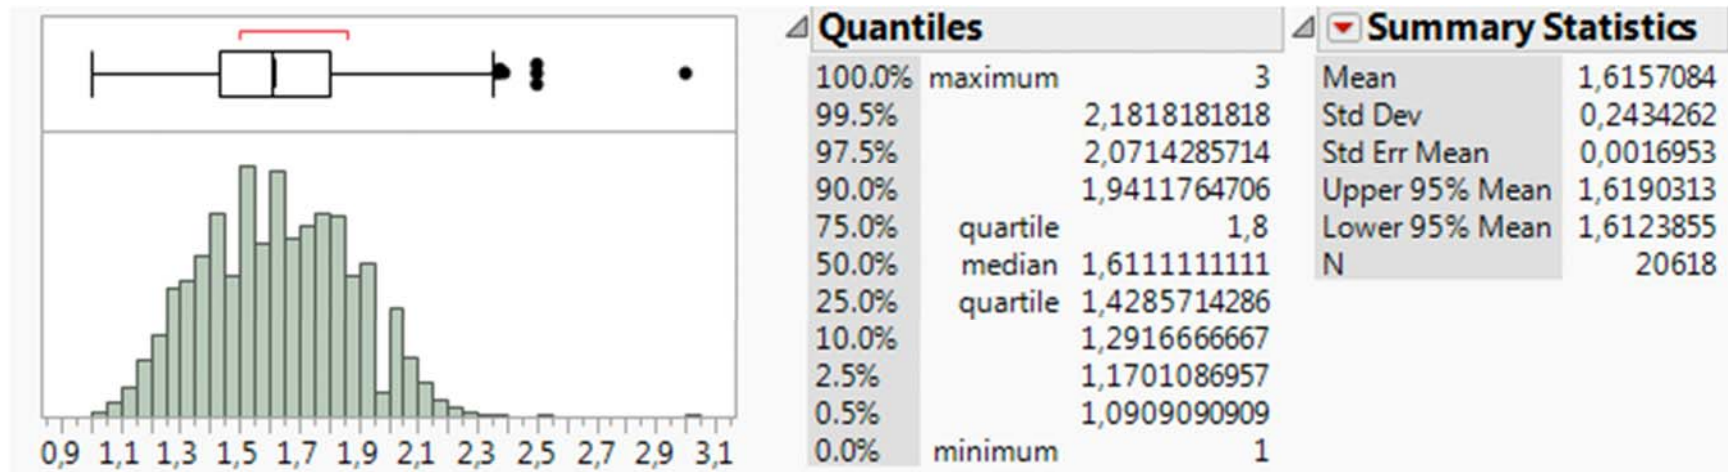 Quantiles
100.0% maximum 3
99.5% 2,1818181818
97.5% 2,0714285714
90.0% 1,9411764706
75.0% quartile 1,8
50.0% median 1,6111111111
25.0% quartile 1,4285714286
10.0% 1,2916666667
2.5% 1,1701086957
0.5% 1,0909090909
0.0% minimum 1
Summary Statistics
Mean 1,6157084
Std Dev 0,2434262
Std Err Mean 0,0016953
Upper 95% Mean 1,6190313
Lower 95% Mean 1,6123855
N 20618
0,9 1,1 1,3 1,5 1,7 1,9 2,1 2,3 2,5 2,7 2,9 3,1